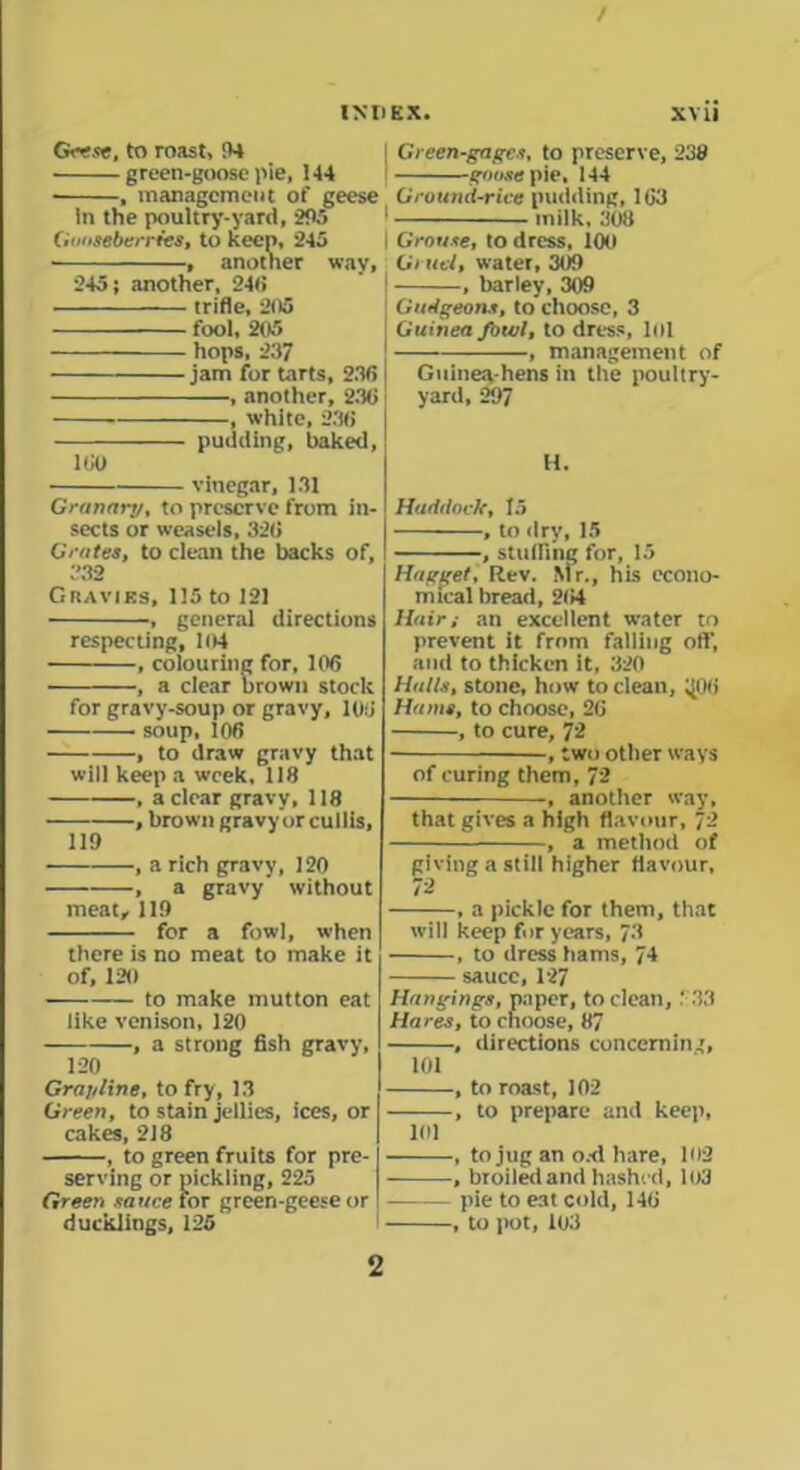 INDEX. xvii
Geese, to roast, 94
——— green-goose pie, 144
———, management of geese
in the poultry-yard, 295
Gooseberries, to keep, 245
————, another way,
245; another, 246
———— trifle, 205
———— fool, 205
———— hops, 237
———— jam for tarts, 236
————————, another, 236
————————, white, 236
———— pudding, baked,
160
———— vinegar, 131
Granary, to preserve from in-
sects or weasels, 326
Grates, to clean the backs of,
332
GRAVIES, 115 to 121
————, general directions
respecting, 104
————, colouring for, 106
————, a clear brown stock
for gravy-soup or gravy, 106
——— soup, 106
————, to draw gravy that
will keep a week, 118
————, a clear gravy, 118
————, brown gravy or cullis,
119
————, a rich gravy, 120
————, a gravy without
meat, 119
———— for a fowl, when
there is no meat to make it
of, 120
———— to make mutton eat
like venison, 120
————, a strong fish gravy,
120
Grayline, to fry, 13
Green, to stain jellies, ices, or
cakes, 218
———, to green fruits for pre-
serving or pickling, 225
Green sauce for green-geese or
ducklings, 125
Green-gages, to preserve, 238
———goose pie, 144
Ground-rice pudding, 163
———— milk, 308
Grouse, to dress, 100
Gruel, water, 309
———, barley, 309
Gudgeons, to choose, 3
Guinea fowl, to dress, 101
————, management of
Guinea-hens in the poultry-
yard, 297
H.
Haddock, 15
————, to dry, 15
————, stuffing for, 15
Hagget, Rev. Mr., his econo-
mical bread, 264
Hair; an excellent water to
prevent it from falling off,
and to thicken it, 320
Halls, stone, how to clean, 306
Hams, to choose, 26
———, to cure, 72
————————, two other ways
of curing them, 72
————————, another way,
that gives a high flavour, 72
————————, a method of
giving a still higher flavour,
72
———, a pickle for them, that
will keep for years, 73
———, to dress hams, 74
——— sauce, 127
Hangings, paper, to clean, 333
Hares, to choose, 87
———, directions concerning,
101
———, to roast, 102
———, to prepare and keep,
101
———, to jug an old hare, 102
———, broiled and hashed, 103
——— pie to eat cold, 146
———, to pot, 103
2